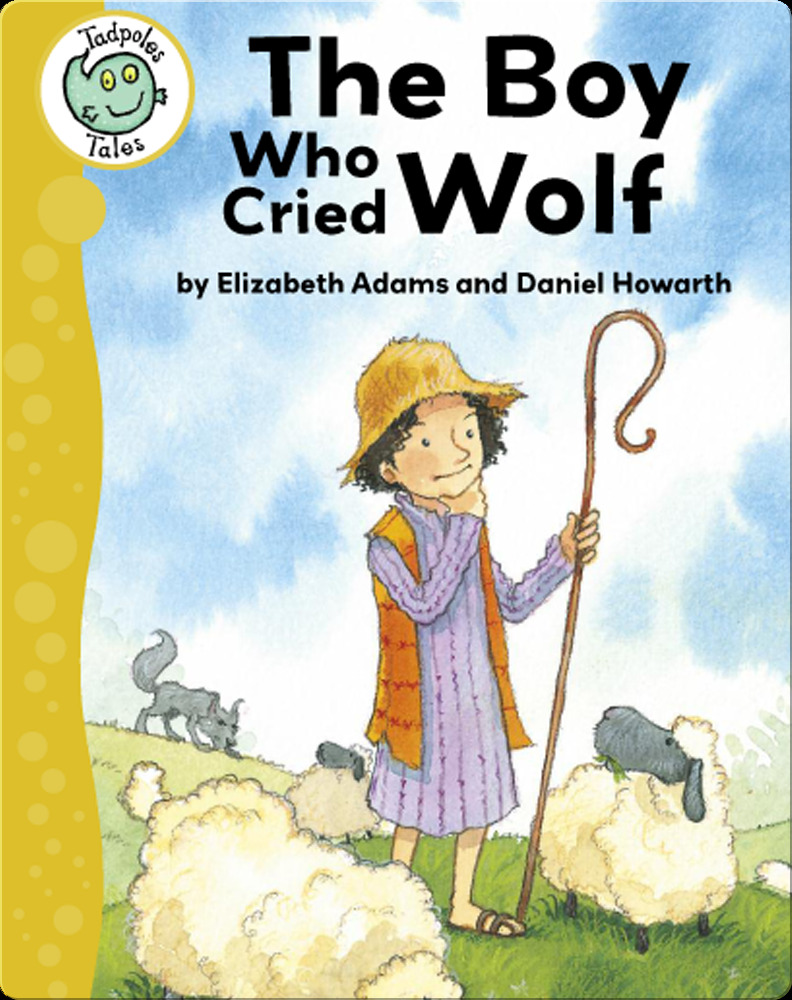 Tadpoles
Tales
The Boy
Who
Cried Wolf
by Elizabeth Adams and Daniel Howarth